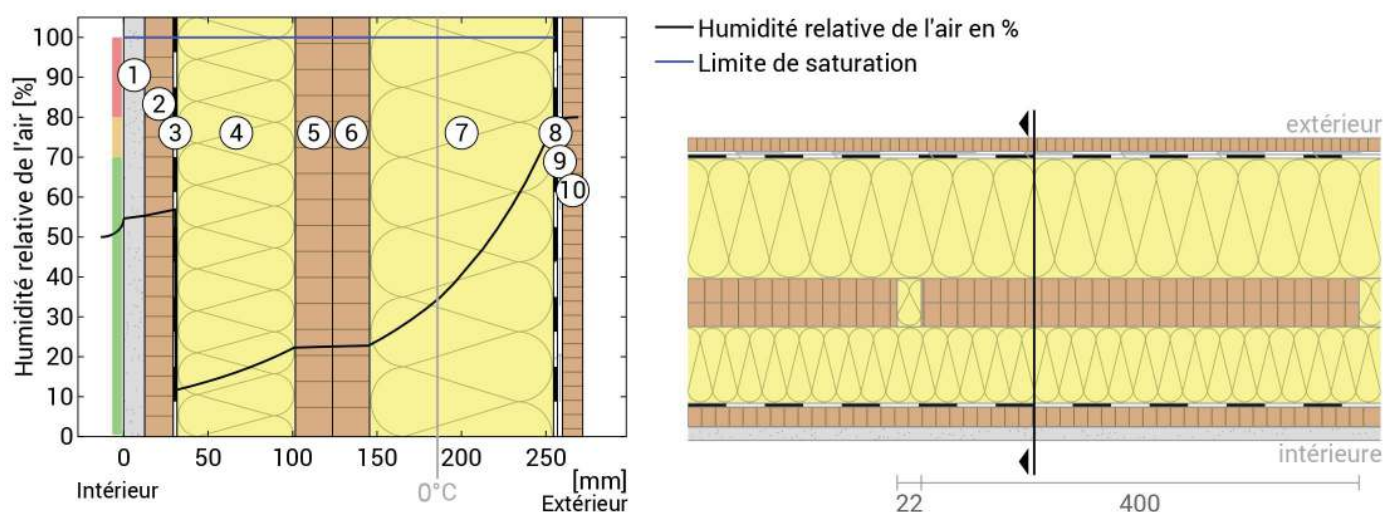 Humidité relative de l'air [%]
100
90
80
70
60
50
40
30
20
10
0
1
2
3
4
5
6
7
8
9
10
0 50 100 150 200 250
[mm]
Intérieur
0°C
Extérieur
Humidité relative de l'air en %
Limite de saturation
extérieur
intérieure
22
400